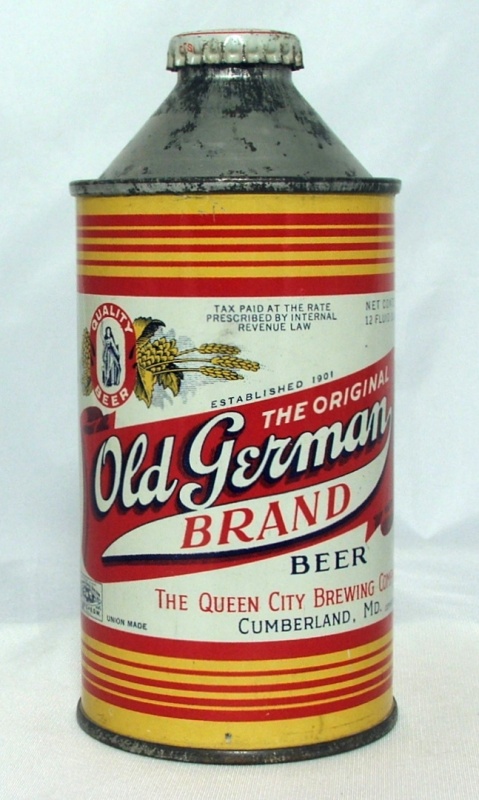 TAX PAID AT THE RATE
PRESCRIBED BY INTERNAL
REVENUE LAW
NET
12
QUALITY
BEER
ESTABLISHED 1901
THE ORIGINAL
Old German
BRAND
BEER
THE QUEEN CITY BREWING
CUMBERLAND, MD.
UNION MADE